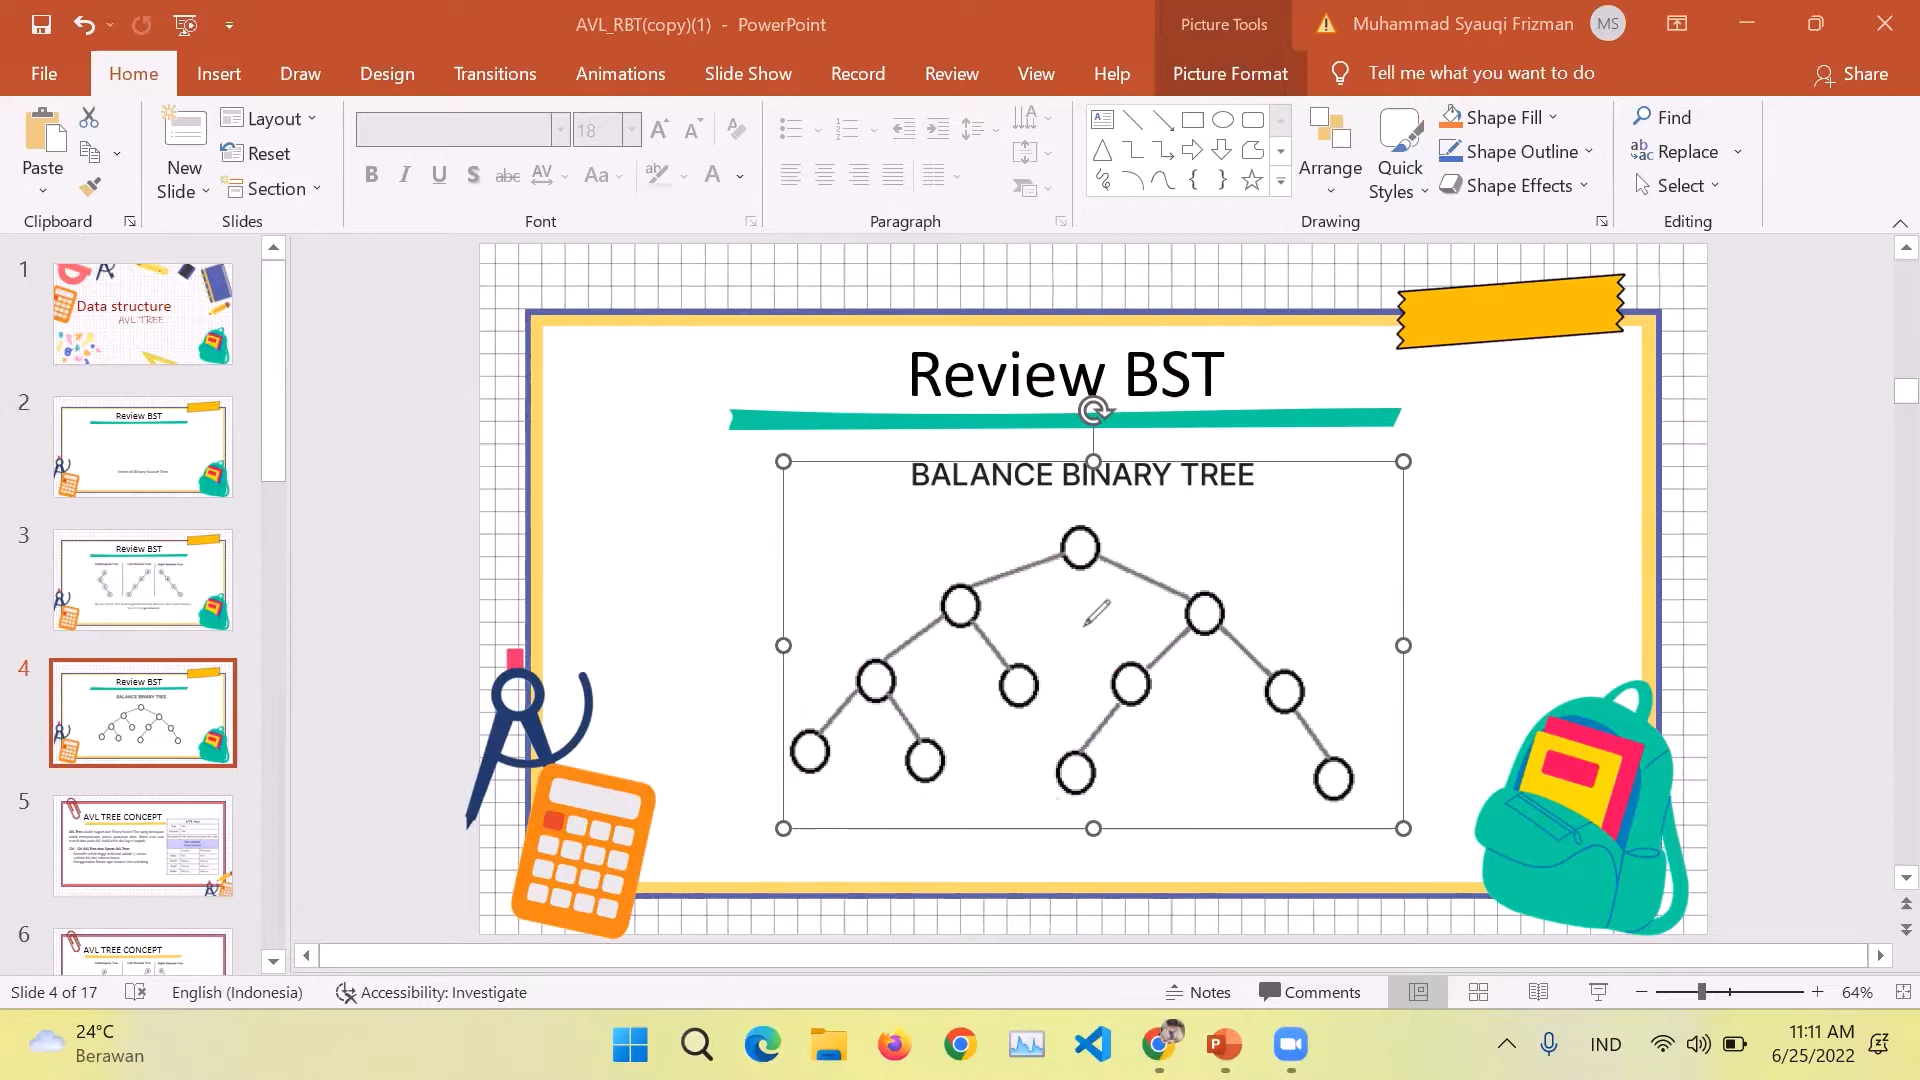 AVL_RBT(copy)(1) - PowerPoint
Picture Tools
Muhammad Syauqi Frizman
MS
File
Home
Insert
Draw
Design
Transitions
Animations
Slide Show
Record
Review
View
Help
Picture Format
Tell me what you want to do
Share
Paste
New
Slide
Layout
Reset
Section
18
B
I
U
S
abc
AV
Aa
A
Arrange
Quick
Styles
Shape Fill
Shape Outline
Shape Effects
Find
Replace
Select
Clipboard
Slides
Font
Paragraph
Drawing
Editing
1
Data structure
AVL TREE
2
Review BST
3
Review BST
4
Review BST
BALANCE BINARY TREE
5
AVL TREE CONCEPT
6
AVL TREE CONCEPT
Review BST
BALANCE BINARY TREE
Slide 4 of 17
English (Indonesia)
Accessibility: Investigate
Notes
Comments
64%
24°C
Berawan
IND
11:11 AM
6/25/2022